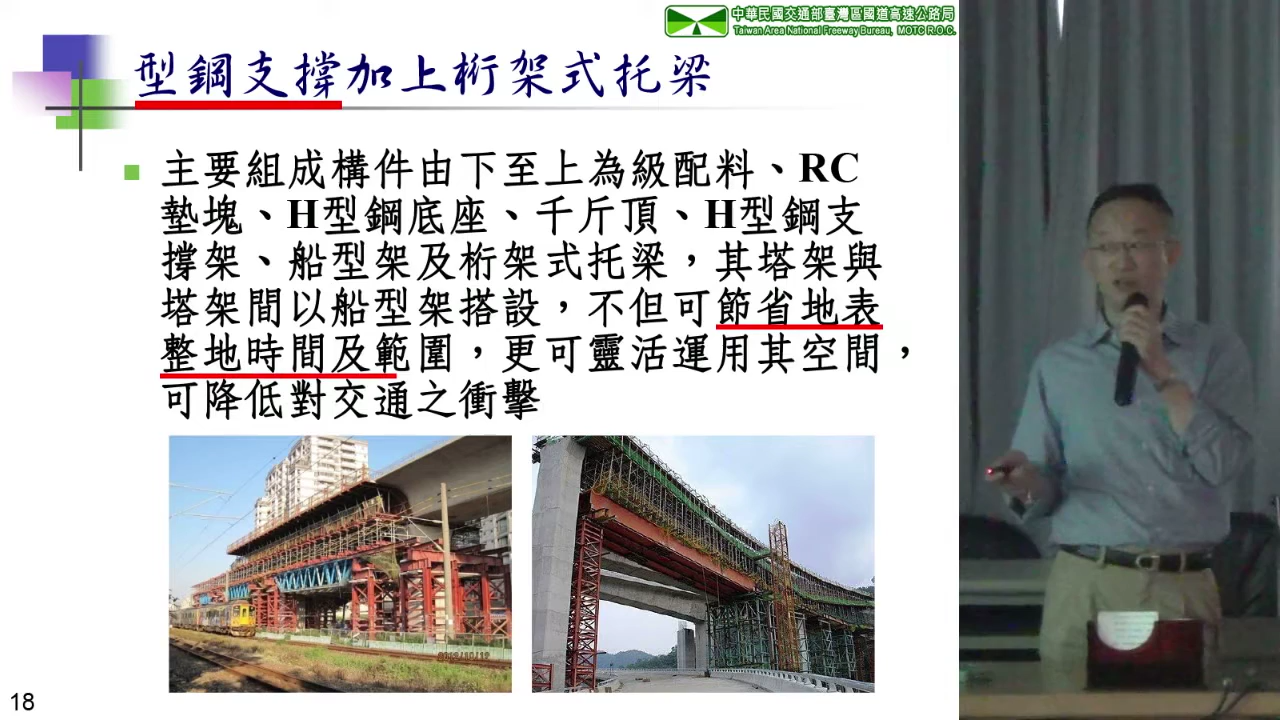 中華民國交通部臺灣區國道高速公路局
Taiwan Area National Freeway Bureau, MOTC R.O.C.
型鋼支撐加上桁架式托梁
主要組成構件由下至上為級配料、RC
墊塊、H型鋼底座、千斤頂、H型鋼支
撐架、船型架及桁架式托梁，其塔架與
塔架間以船型架搭設，不但可節省地表
整地時間及範圍，更可靈活運用其空間，
可降低對交通之衝擊
18